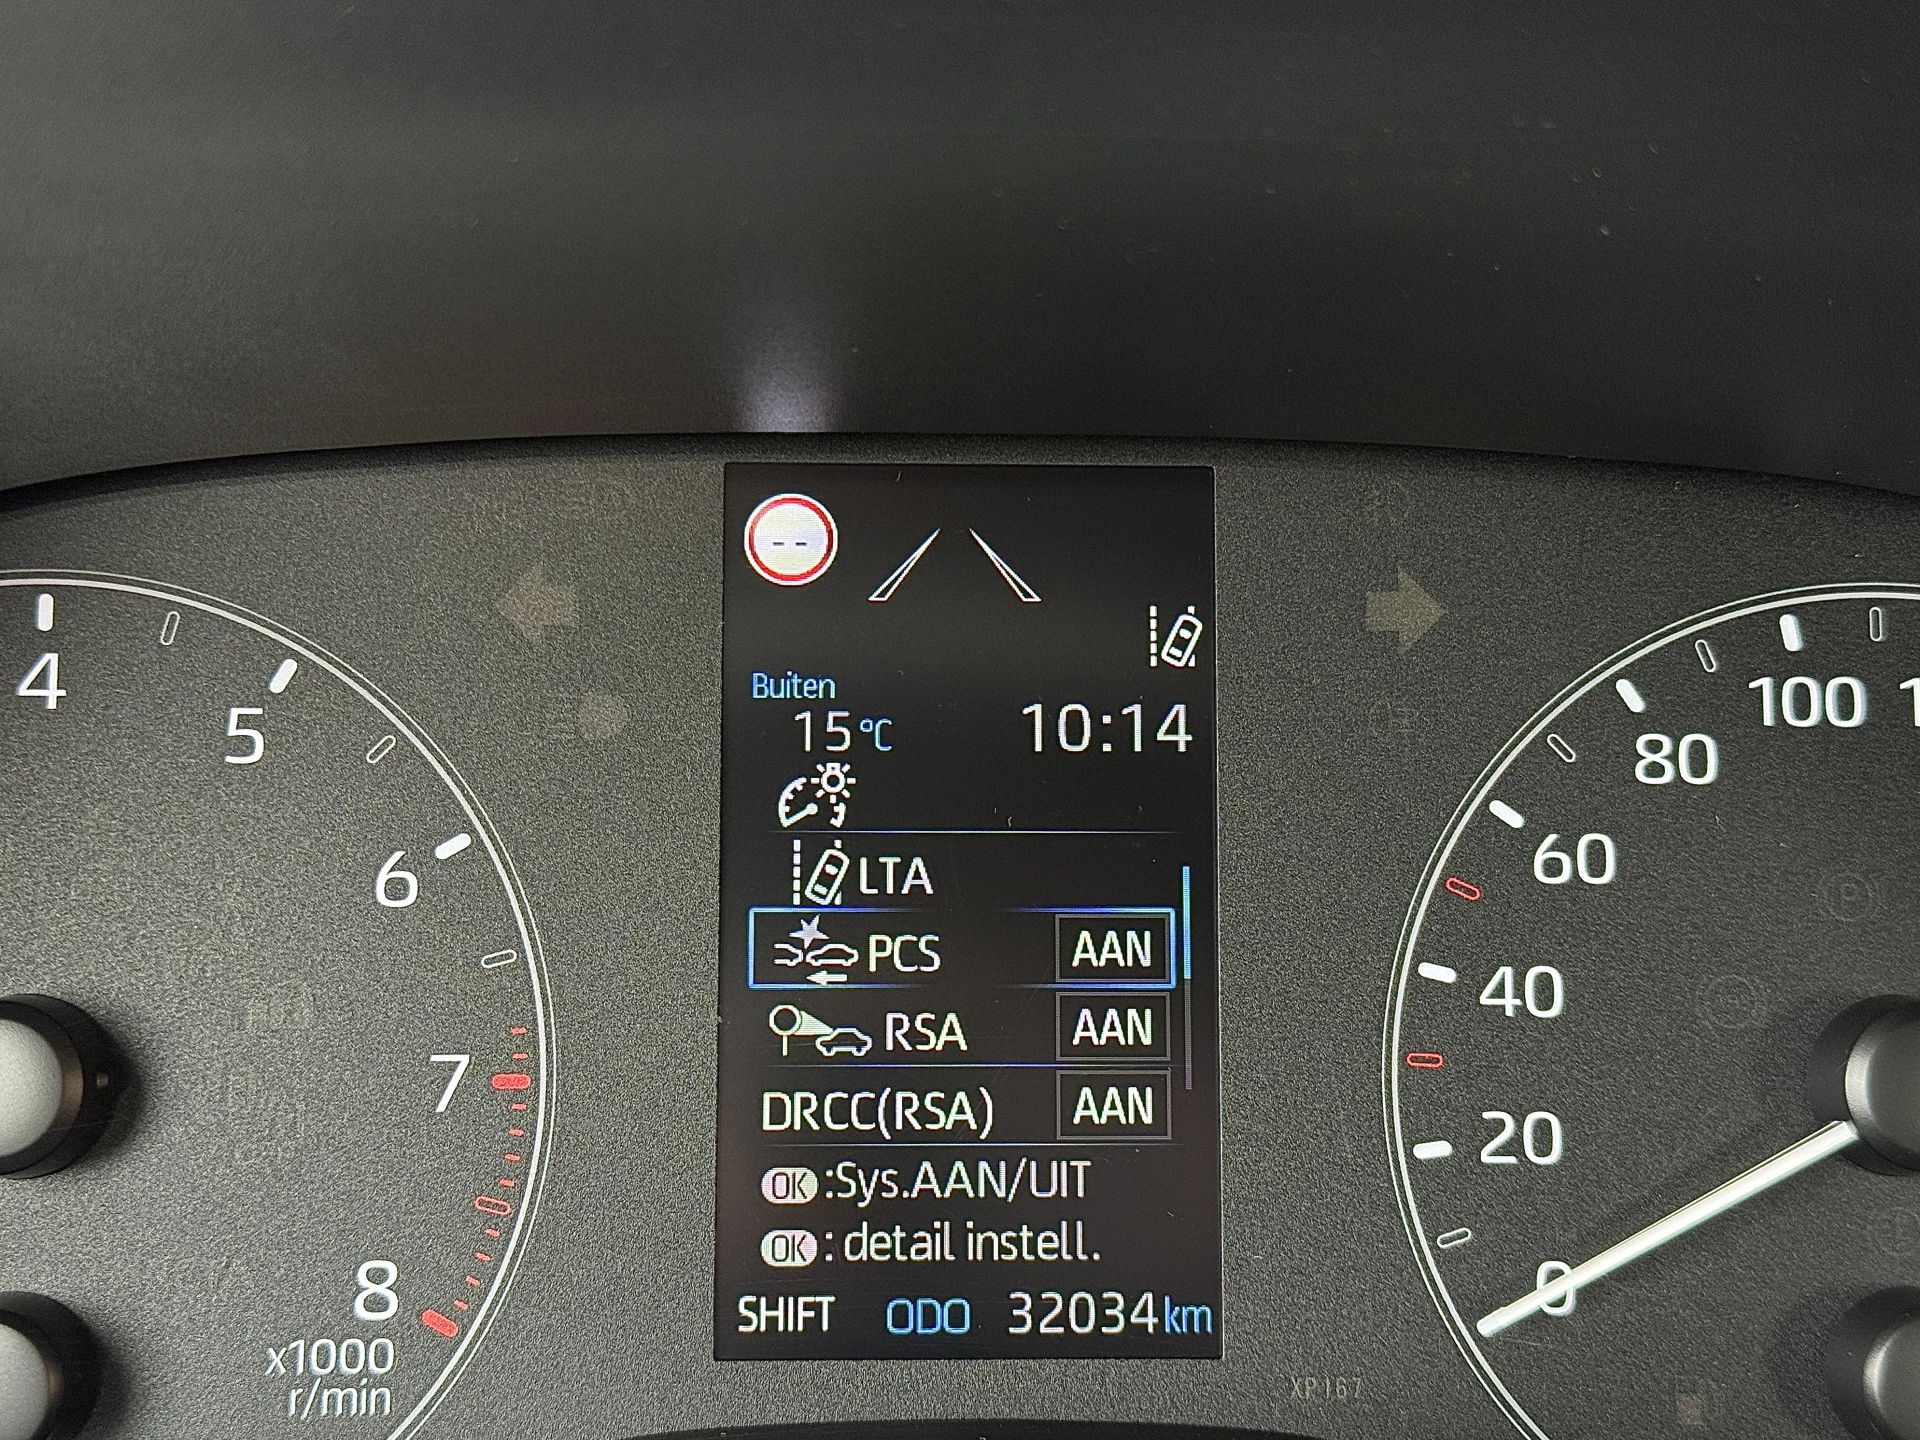 --
Buiten
15°C 10:14
LTA
PCS AAN
RSA AAN
DRCC(RSA) AAN
OK :Sys.AAN/UIT
OK : detail instell.
SHIFT ODO 32034km
4
5
6
7
8
x1000
r/min
100
80
60
40
20
0
XP167